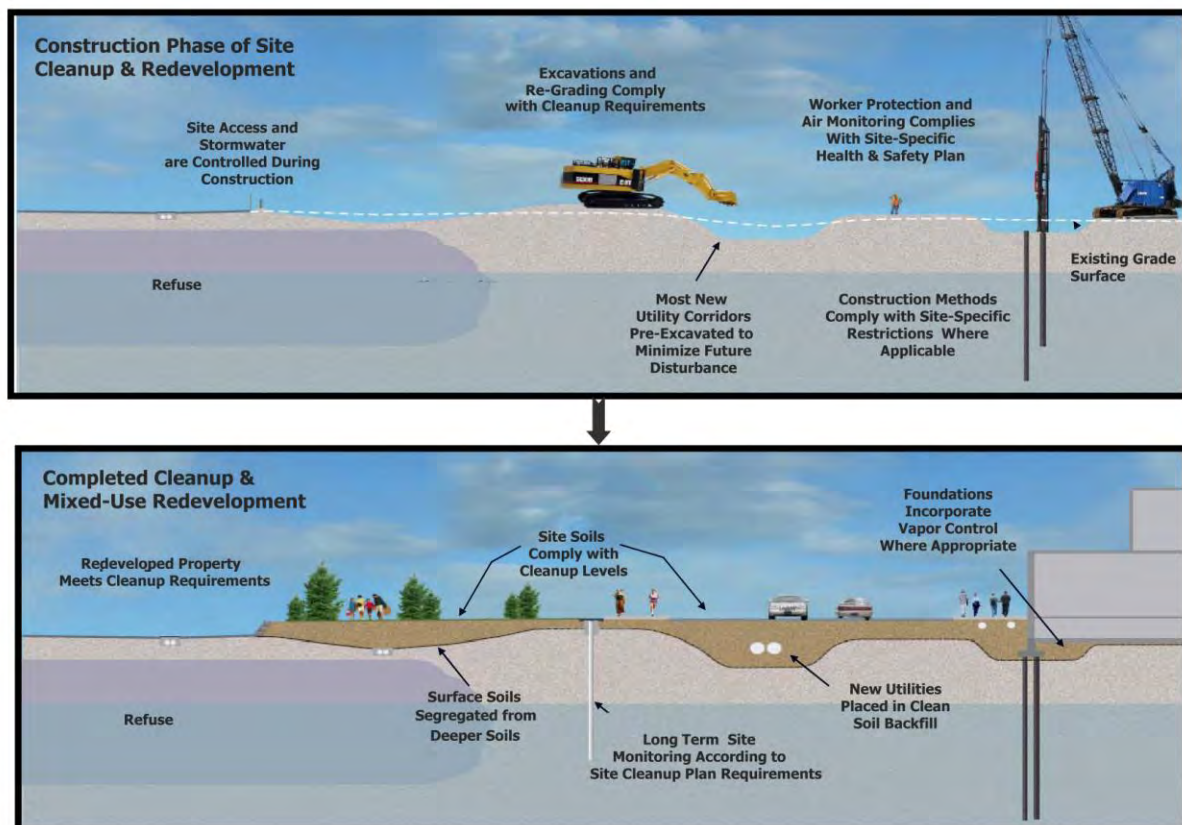 Construction Phase of Site
Cleanup & Redevelopment
Excavations and
Re-Grading Comply
with Cleanup Requirements
Worker Protection and
Air Monitoring Complies
With Site-Specific
Health & Safety Plan
Site Access and
Stormwater
are Controlled During
Construction
Refuse
Most New
Utility Corridors
Pre-Excavated to
Minimize Future
Disturbance
Construction Methods
Comply with Site-Specific
Restrictions Where
Applicable
Existing Grade
Surface
Completed Cleanup &
Mixed-Use Redevelopment
Redeveloped Property
Meets Cleanup Requirements
Site Soils
Comply with
Cleanup Levels
Foundations
Incorporate
Vapor Control
Where Appropriate
Refuse
Surface Soils
Segregated from
Deeper Soils
Long Term Site
Monitoring According to
Site Cleanup Plan Requirements
New Utilities
Placed in Clean
Soil Backfill